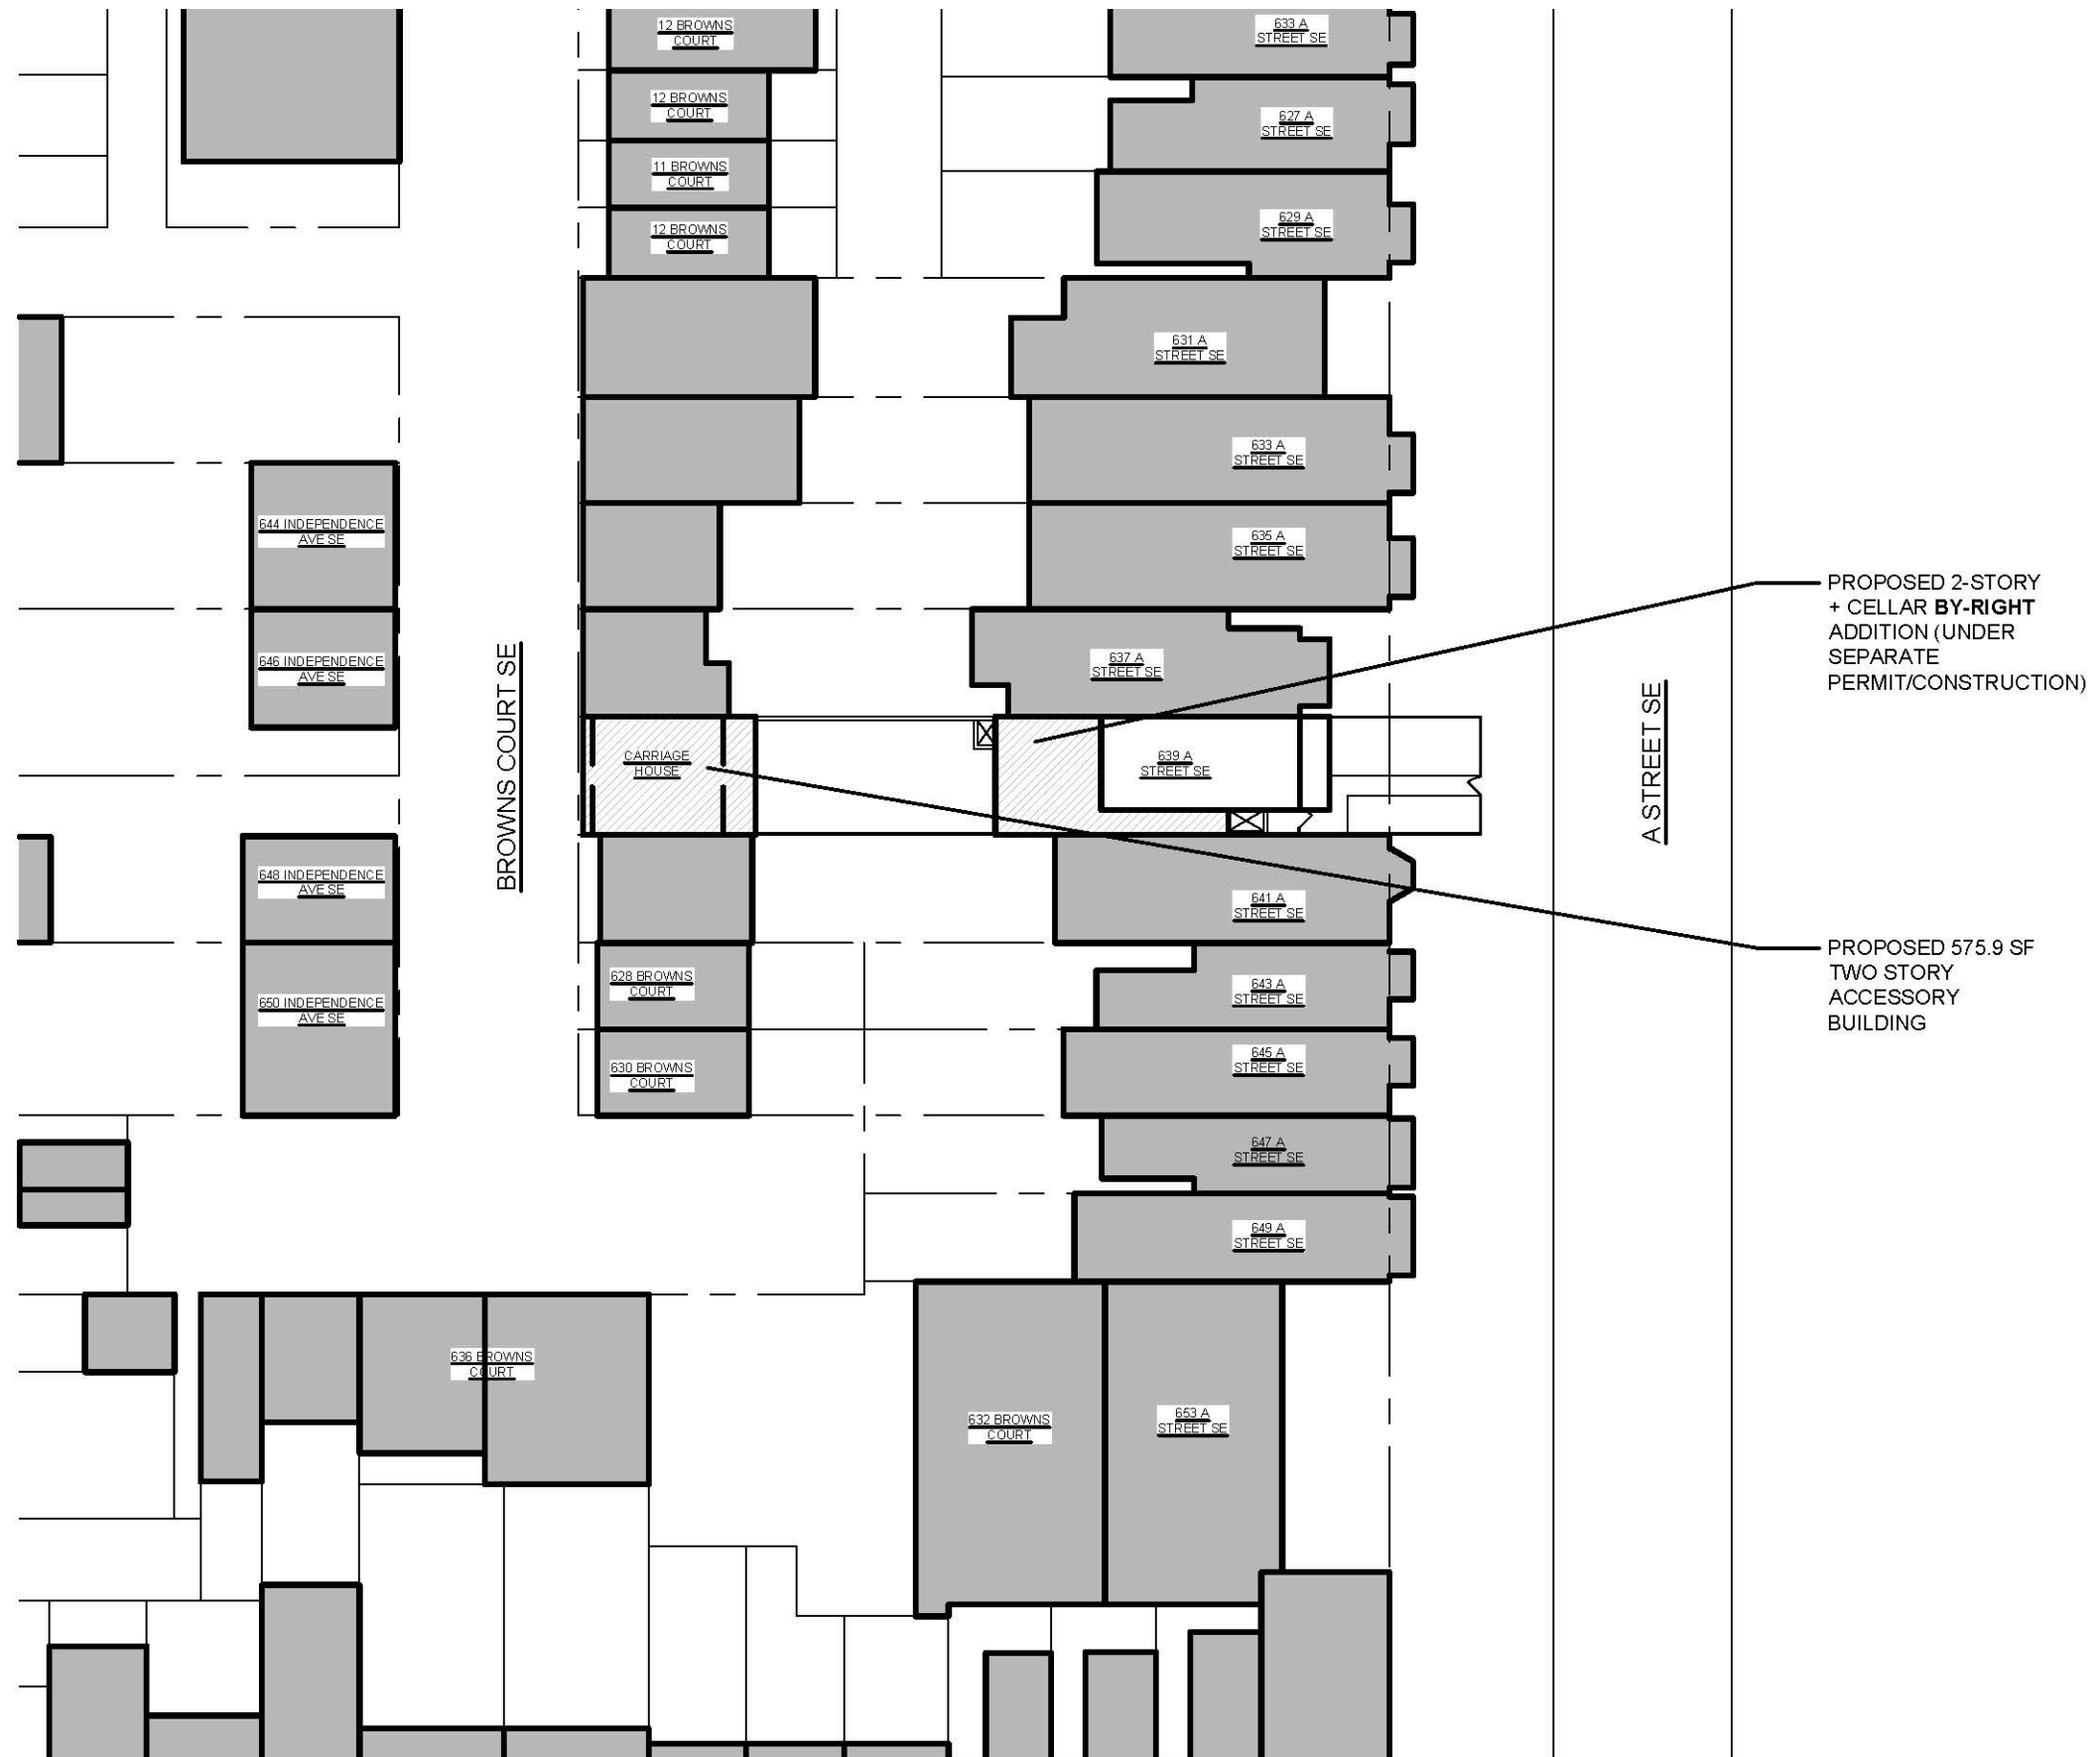 12 BROWNS
COURT
633 A
STREET SE
12 BROWNS
COURT
627 A
STREET SE
11 BROWNS
COURT
629 A
STREET SE
12 BROWNS
COURT
631 A
STREET SE
633 A
STREET SE
644 INDEPENDENCE
AVE SE
635 A
STREET SE
PROPOSED 2-STORY
+ CELLAR BY-RIGHT
ADDITION (UNDER
SEPARATE
PERMIT/CONSTRUCTION)
646 INDEPENDENCE
AVE SE
637 A
STREET SE
BROWNS COURT SE
CARRIAGE
HOUSE
639 A
STREET SE
A STREET SE
648 INDEPENDENCE
AVE SE
641 A
STREET SE
PROPOSED 575.9 SF
TWO STORY
ACCESSORY
BUILDING
650 INDEPENDENCE
AVE SE
628 BROWNS
COURT
643 A
STREET SE
630 BROWNS
COURT
645 A
STREET SE
647 A
STREET SE
649 A
STREET SE
636 BROWNS
COURT
632 BROWNS
COURT
653 A
STREET SE